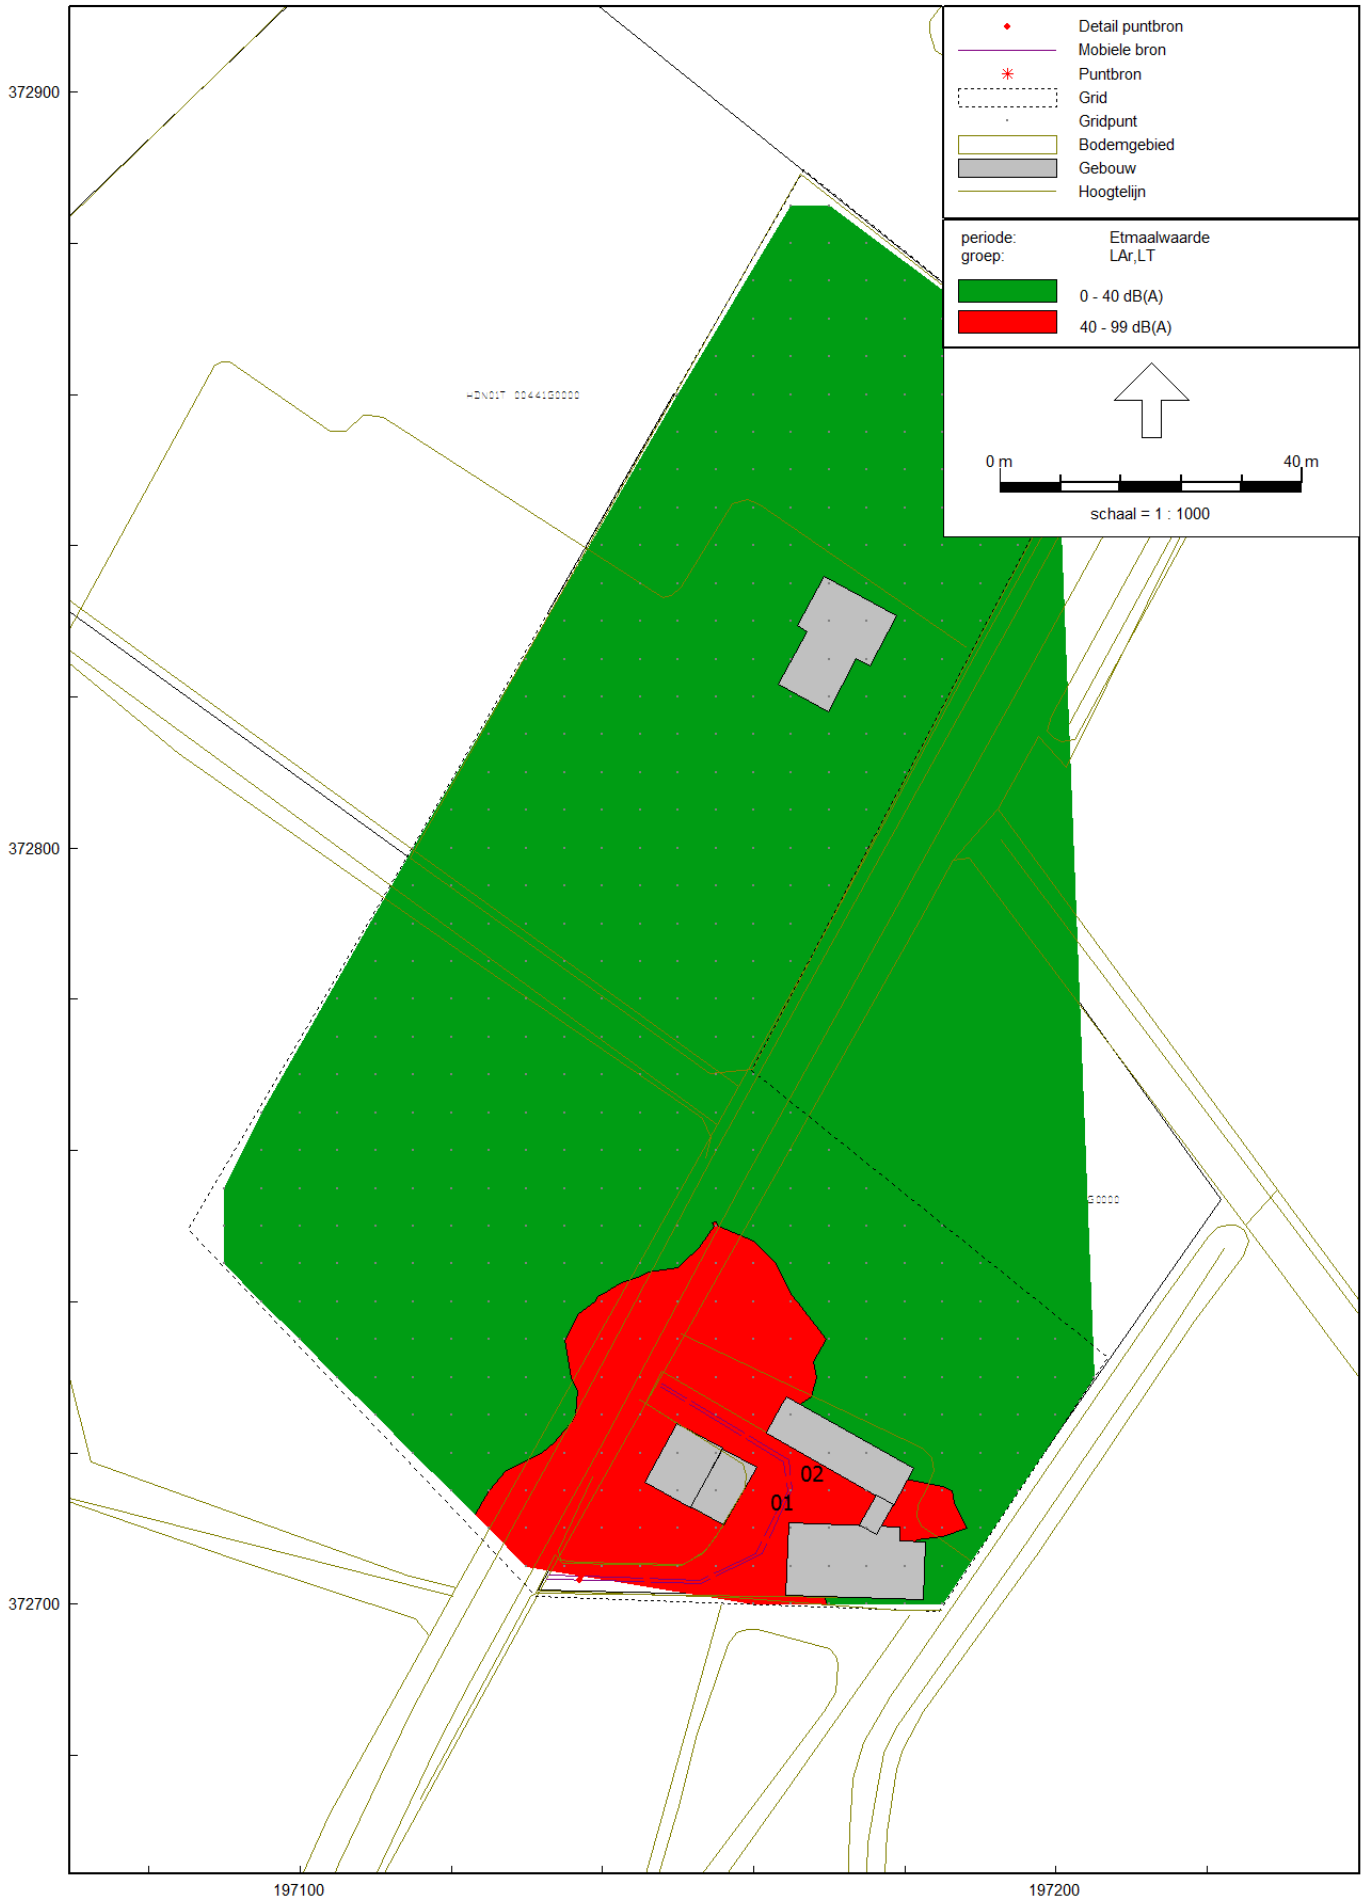 Detail puntbron
Mobiele bron
Puntbron
Grid
Gridpunt
Bodemgebied
Gebouw
Hoogtelijn
periode: Etmaalwaarde
groep: LAr,LT
0 - 40 dB(A)
40 - 99 dB(A)
0 m 40 m
schaal = 1 : 1000
372900
372800
02
01
372700
197100 197200